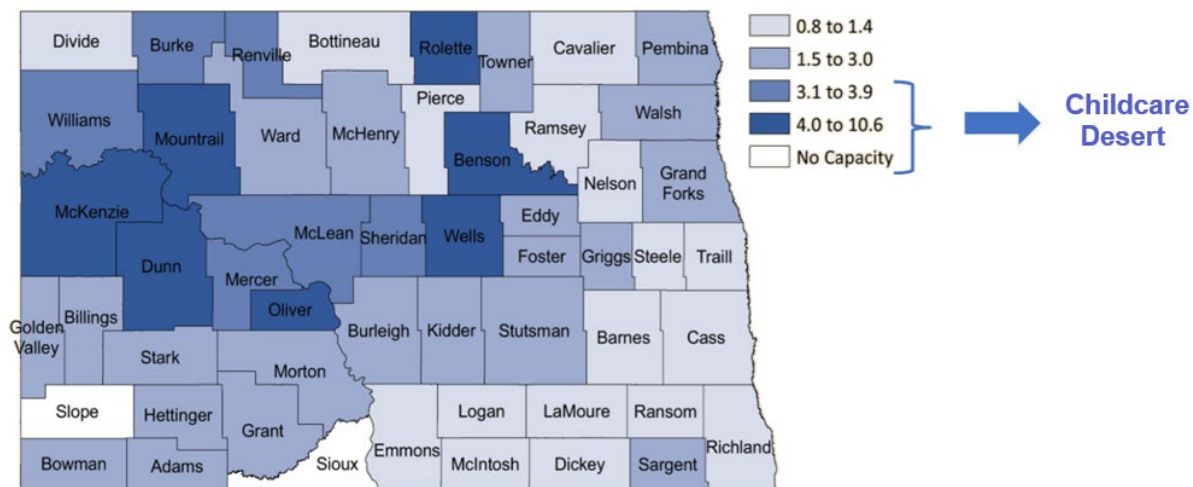 Divide
Burke
Renville
Bottineau
Rolette
Towner
Cavalier
Pembina
Williams
Mountrail
Ward
McHenry
Pierce
Benson
Ramsey
Walsh
Nelson
Grand
Forks
McKenzie
Dunn
McLean
Sheridan
Wells
Eddy
Foster
Griggs
Steele
Traill
Mercer
Oliver
Golden
Valley
Billings
Stark
Morton
Burleigh
Kidder
Stutsman
Barnes
Cass
Slope
Hettinger
Grant
Sioux
Emmons
Logan
LaMoure
Ransom
Richland
Bowman
Adams
McIntosh
Dickey
Sargent
0.8 to 1.4
1.5 to 3.0
3.1 to 3.9
4.0 to 10.6
No Capacity
Childcare
Desert